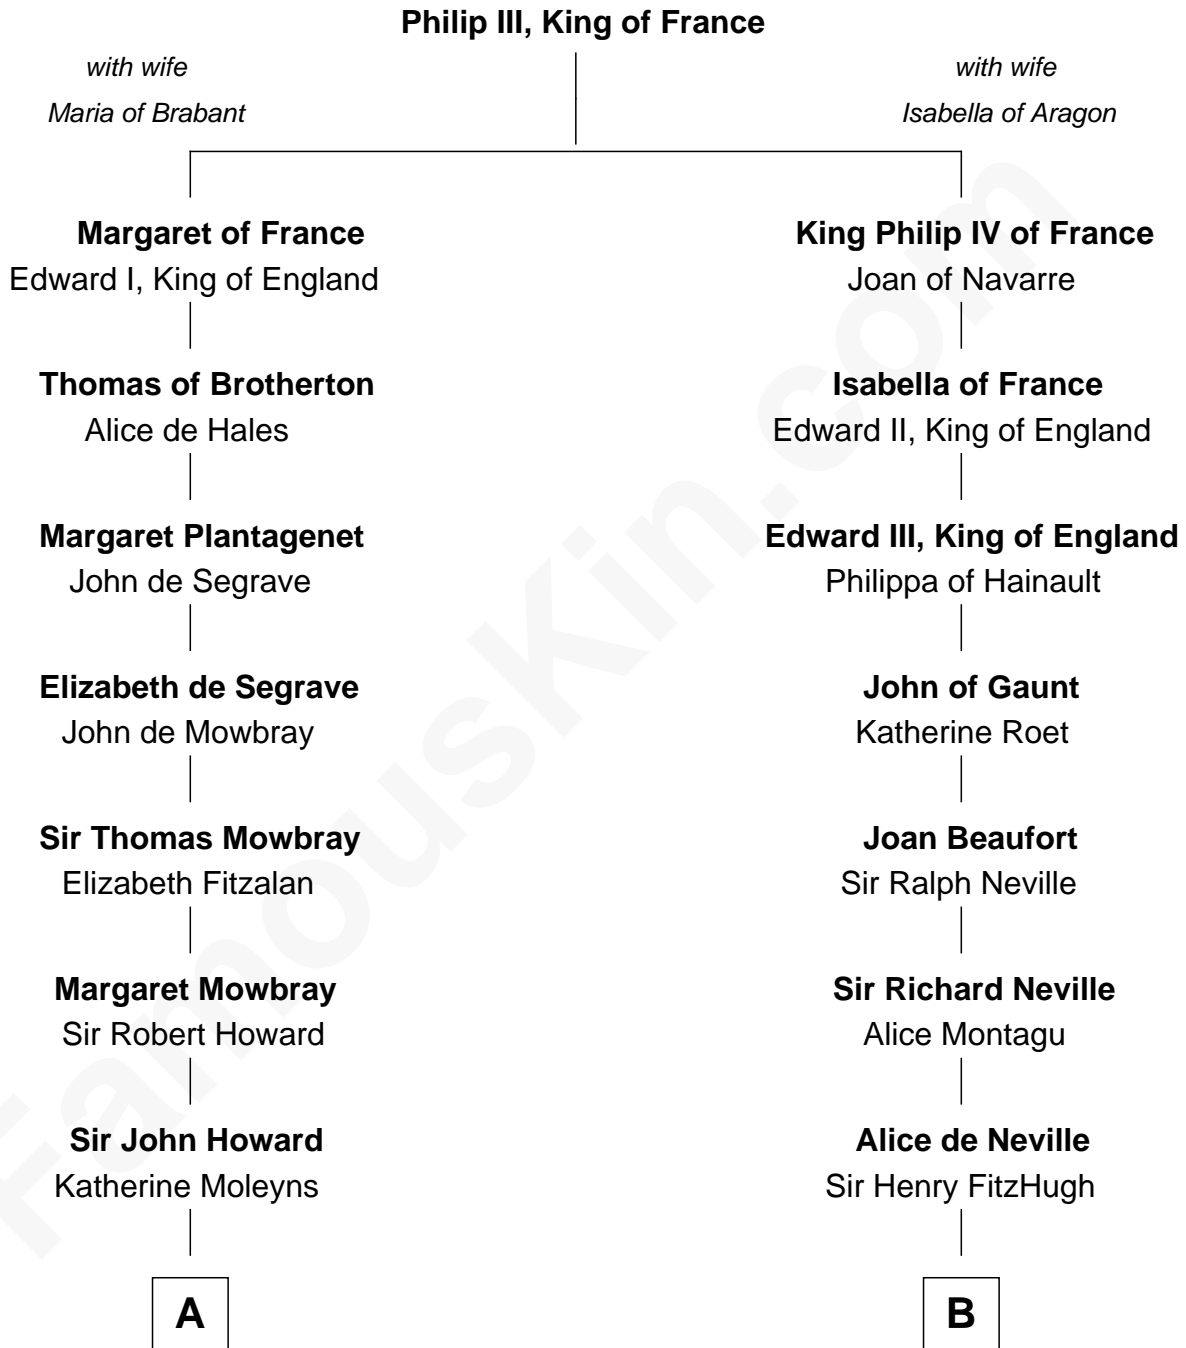 Philip III, King of France
with wife
Maria of Brabant
with wife
Isabella of Aragon
Margaret of France
Edward I, King of England
King Philip IV of France
Joan of Navarre
Thomas of Brotherton
Alice de Hales
Isabella of France
Edward II, King of England
Margaret Plantagenet
John de Segrave
Edward III, King of England
Philippa of Hainault
Elizabeth de Segrave
John de Mowbray
John of Gaunt
Katherine Roet
Sir Thomas Mowbray
Elizabeth Fitzalan
Joan Beaufort
Sir Ralph Neville
Margaret Mowbray
Sir Robert Howard
Sir Richard Neville
Alice Montagu
Sir John Howard
Katherine Moleyns
Alice de Neville
Sir Henry FitzHugh
A
B
FamousKin.com